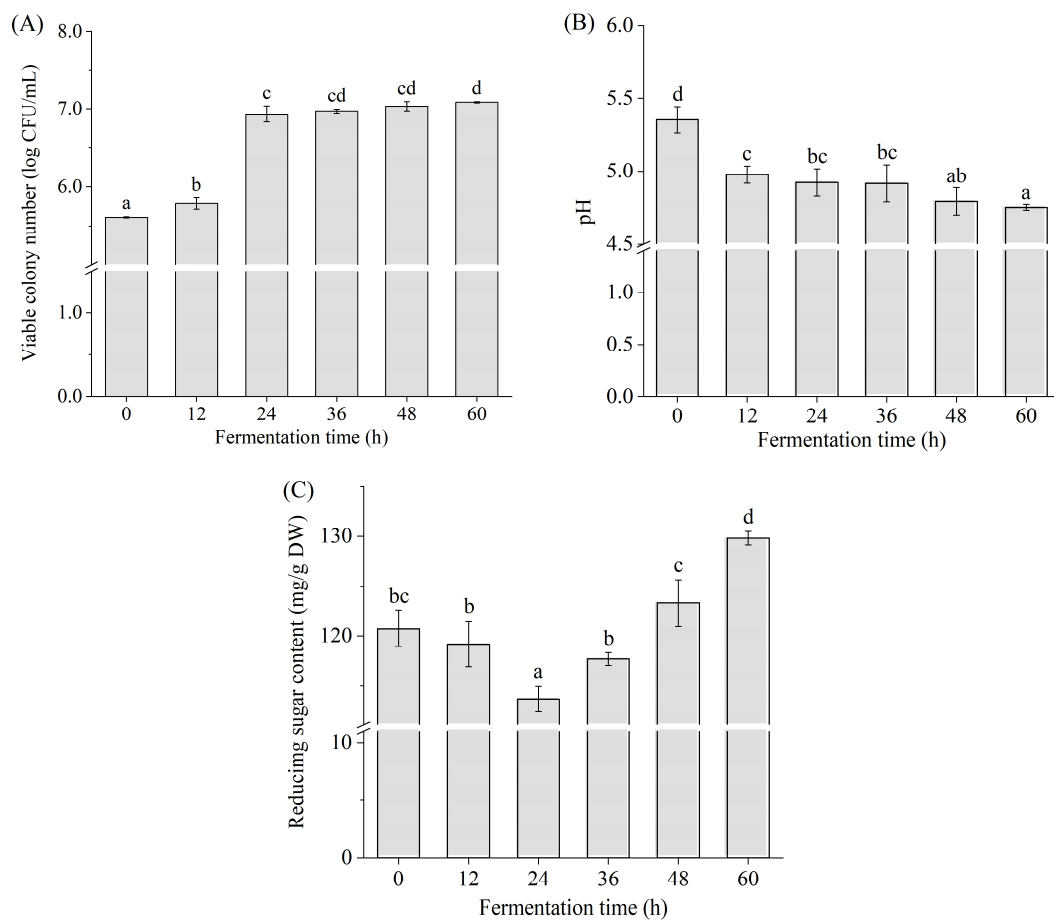 (A)
Viable colony number (log CFU/mL)
8.0
7.0
6.0
1.0
0.0
a
b
c
cd
cd
d
0 12 24 36 48 60
Fermentation time (h)
(B)
pH
6.0
5.5
5.0
4.5
1.0
0.5
0.0
d
c
bc
bc
ab
a
0 12 24 36 48 60
Fermentation time (h)
(C)
Reducing sugar content (mg/g DW)
130
120
10
0
bc
b
a
b
c
d
0 12 24 36 48 60
Fermentation time (h)